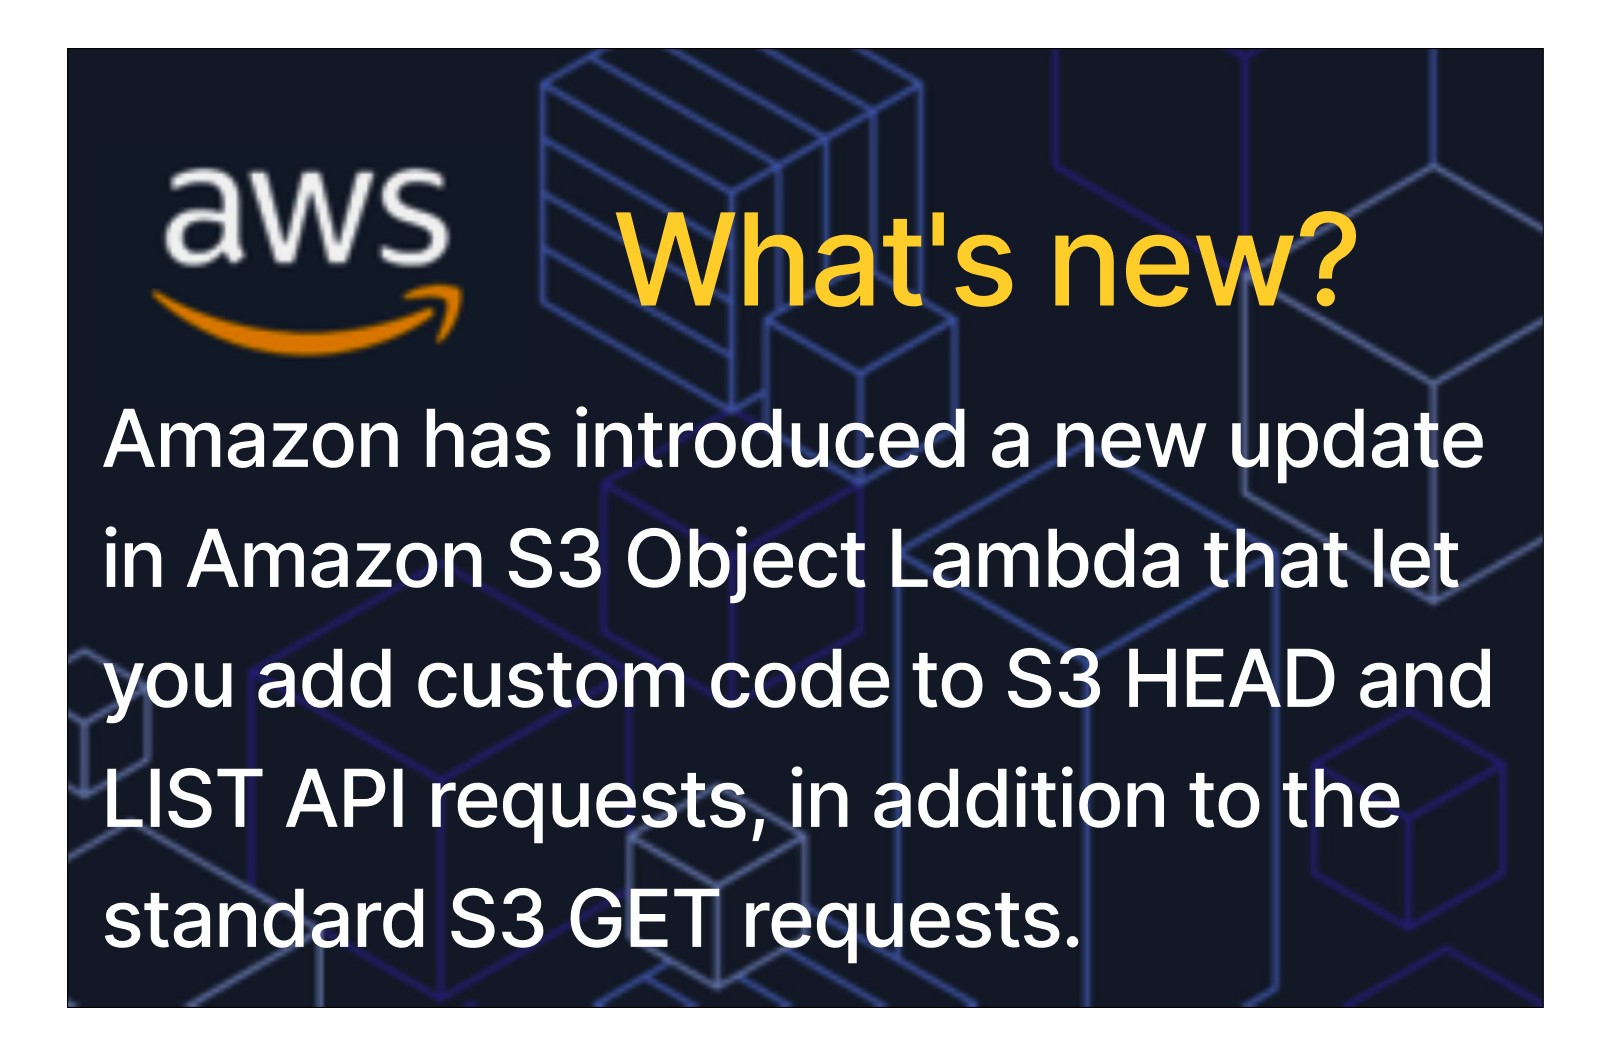 aws
What's new?
Amazon has introduced a new update
in Amazon S3 Object Lambda that let
you add custom code to S3 HEAD and
LIST API requests, in addition to the
standard S3 GET requests.